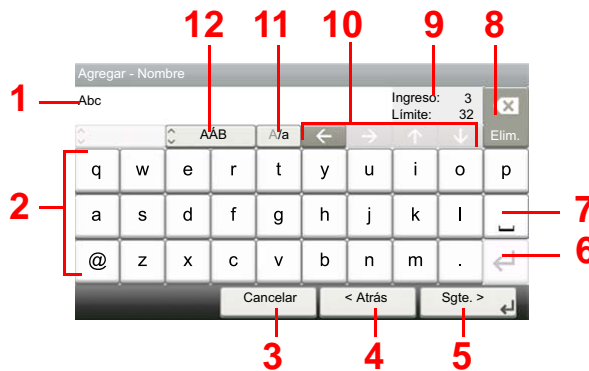 12 11 10 9 8
Agregar - Nombre
1 Abc Ingreso: 3
Límite: 32
AÁB A/a ← → ↑ ↓ Elim.
q w e r t y u i o p
2 a s d f g h j k l 7
@ z x c v b n m . 6
Cancelar < Atrás Sgte. >
3 4 5